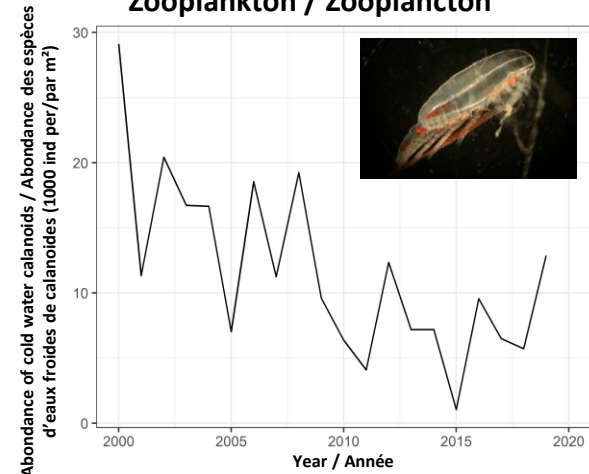 Zooplankton / Zooplancton
Abondance of cold water calanoids / Abondance des espèces
d'eaux froides de calanoides (1000 ind per/par m²)
30
20
10
0
2000
2005
2010
2015
2020
Year / Année